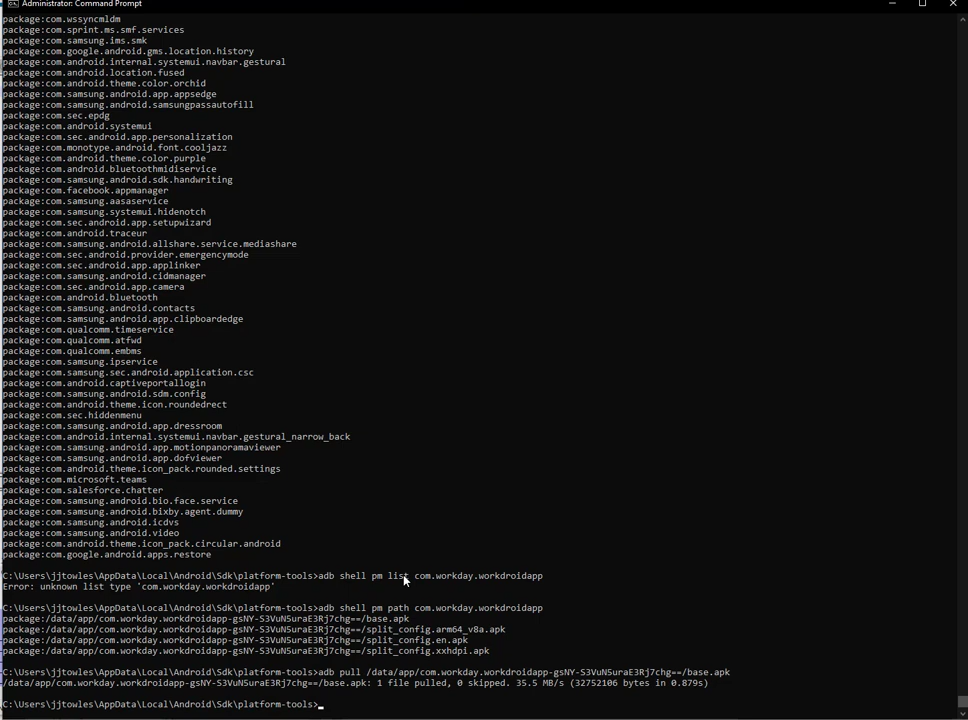 Administrator: Command Prompt
package:com.wssyncmldm
package:com.sprint.ms.smf.services
package:com.samsung.ims.smk
package:com.google.android.gms.location.history
package:com.android.internal.systemui.navbar.gestural
package:com.android.location.fused
package:com.android.theme.color.orchid
package:com.samsung.android.app.appsedge
package:com.samsung.android.samsungpassautofill
package:com.sec.epdg
package:com.android.systemui
package:com.sec.android.app.personalization
package:com.monotype.android.font.cooljazz
package:com.android.theme.color.purple
package:com.android.bluetoothmidiservice
package:com.samsung.android.sdk.handwriting
package:com.facebook.appmanager
package:com.samsung.aasaservice
package:com.samsung.systemui.hidenotch
package:com.sec.android.app.setupwizard
package:com.android.traceur
package:com.samsung.android.allshare.service.mediashare
package:com.sec.android.provider.emergencymode
package:com.sec.android.app.applinker
package:com.samsung.android.cidmanager
package:com.sec.android.app.camera
package:com.android.bluetooth
package:com.samsung.android.contacts
package:com.samsung.android.app.clipboardedge
package:com.qualcomm.timeservice
package:com.qualcomm.atfwd
package:com.qualcomm.embms
package:com.samsung.ipservice
package:com.samsung.sec.android.application.csc
package:com.android.captiveportallogin
package:com.samsung.android.sdm.config
package:com.android.theme.icon.roundedrect
package:com.sec.hiddenmenu
package:com.samsung.android.app.dressroom
package:com.android.internal.systemui.navbar.gestural_narrow_back
package:com.samsung.android.app.motionpanoramaviewer
package:com.samsung.android.app.dofviewer
package:com.android.theme.icon_pack.rounded.settings
package:com.microsoft.teams
package:com.salesforce.chatter
package:com.samsung.android.bio.face.service
package:com.samsung.android.bixby.agent.dummy
package:com.samsung.android.icdvs
package:com.samsung.android.video
package:com.android.theme.icon_pack.circular.android
package:com.google.android.apps.restore
C:\Users\jjtowles\AppData\Local\Android\Sdk\platform-tools>adb shell pm list com.workday.workdroidapp
Error: unknown list type 'com.workday.workdroidapp'
C:\Users\jjtowles\AppData\Local\Android\Sdk\platform-tools>adb shell pm path com.workday.workdroidapp
package:/data/app/com.workday.workdroidapp-gsNY-S3VuN5uraE3Rj7chg==/base.apk
package:/data/app/com.workday.workdroidapp-gsNY-S3VuN5uraE3Rj7chg==/split_config.arm64_v8a.apk
package:/data/app/com.workday.workdroidapp-gsNY-S3VuN5uraE3Rj7chg==/split_config.en.apk
package:/data/app/com.workday.workdroidapp-gsNY-S3VuN5uraE3Rj7chg==/split_config.xxhdpi.apk
C:\Users\jjtowles\AppData\Local\Android\Sdk\platform-tools>adb pull /data/app/com.workday.workdroidapp-gsNY-S3VuN5uraE3Rj7chg==/base.apk
/data/app/com.workday.workdroidapp-gsNY-S3VuN5uraE3Rj7chg==/base.apk: 1 file pulled, 0 skipped. 35.5 MB/s (32752106 bytes in 0.879s)
C:\Users\jjtowles\AppData\Local\Android\Sdk\platform-tools>_